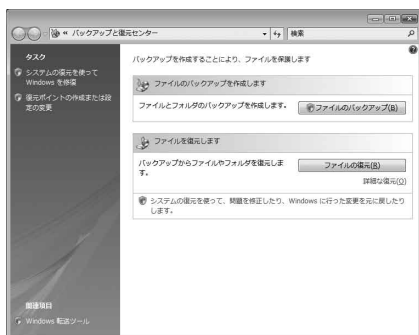 « バックアップと復元センター
検索
タスク
システムの復元を使って
Windows を修復
復元ポイントの作成または設
定の変更
関連項目
Windows 転送ツール
バックアップを作成することにより、ファイルを保護します
ファイルのバックアップを作成します
ファイルとフォルダのバックアップを作成します。
ファイルのバックアップ(B)
ファイルを復元します
バックアップからファイルやフォルダを復元しま
す。
ファイルの復元(R)
詳細な復元(O)
システムの復元を使って、問題を修正したり、Windows に行った変更を元に戻したり
します。